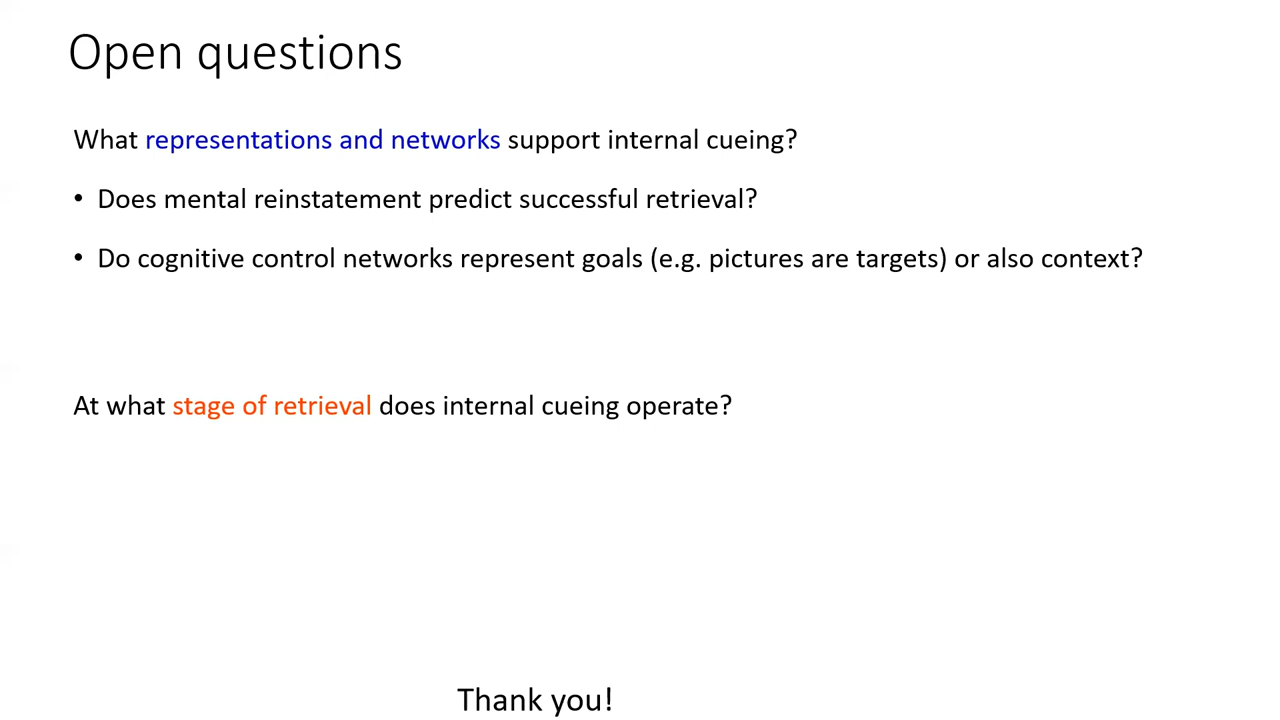 Open questions
What representations and networks support internal cueing?
• Does mental reinstatement predict successful retrieval?
• Do cognitive control networks represent goals (e.g. pictures are targets) or also context?
At what stage of retrieval does internal cueing operate?
Thank you!